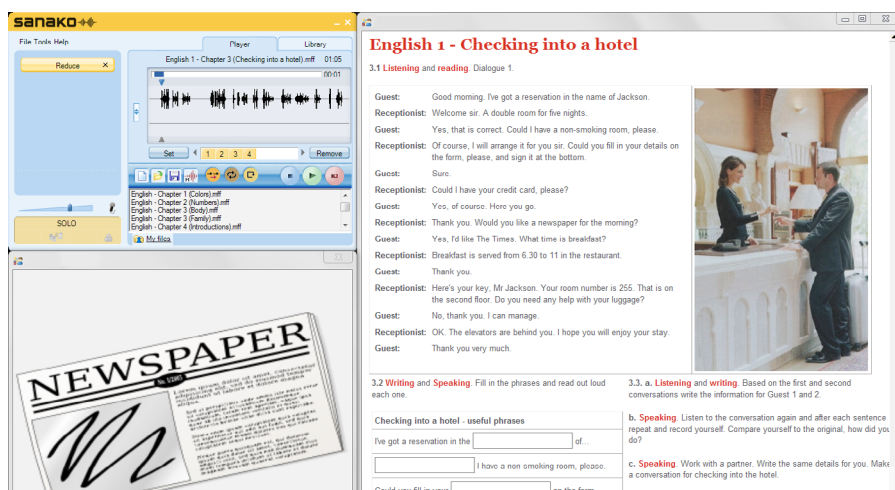 sanako
File Tools Help
Player
Library
Reduce X
English 1 - Chapter 3 (Checking into a hotel).mff 01:05
00:01
Set 1 2 3 4 Remove
English - Chapter 1 (Colors).mff
English - Chapter 2 (Numbers).mff
English - Chapter 3 (Body).mff
English - Chapter 3 (Family).mff
English - Chapter 4 (Introductions).mff
SOLO
My files
NEWSPAPER
English 1 - Checking into a hotel
3.1 Listening and reading. Dialogue 1.
Guest: Good morning. I've got a reservation in the name of Jackson.
Receptionist: Welcome sir. A double room for five nights.
Guest: Yes, that is correct. Could I have a non-smoking room, please.
Receptionist: Of course, I will arrange it for you sir. Could you fill in your details on
the form, please, and sign it at the bottom.
Guest: Sure.
Receptionist: Could I have your credit card, please?
Guest: Yes, of course. Here you go.
Receptionist: Thank you. Would you like a newspaper for the morning?
Guest: Yes, I'd like The Times. What time is breakfast?
Receptionist: Breakfast is served from 6.30 to 11 in the restaurant.
Guest: Thank you.
Receptionist: Here's your key, Mr Jackson. Your room number is 255. That is on
the second floor. Do you need any help with your luggage?
Guest: No, thank you. I can manage.
Receptionist: OK. The elevators are behind you. I hope you will enjoy your stay.
Guest: Thank you very much.
3.2 Writing and Speaking. Fill in the phrases and read out loud
each one.
Checking into a hotel - useful phrases
I've got a reservation in the of...
I have a non smoking room, please.
Could you fill in your on the form
3.3. a. Listening and writing. Based on the first and second
conversations write the information for Guest 1 and 2.
b. Speaking. Listen to the conversation again and after each sentence
repeat and record yourself. Compare yourself to the original, how did you
do?
c. Speaking. Work with a partner. Write the same details for you. Make
a conversation for checking into the hotel.